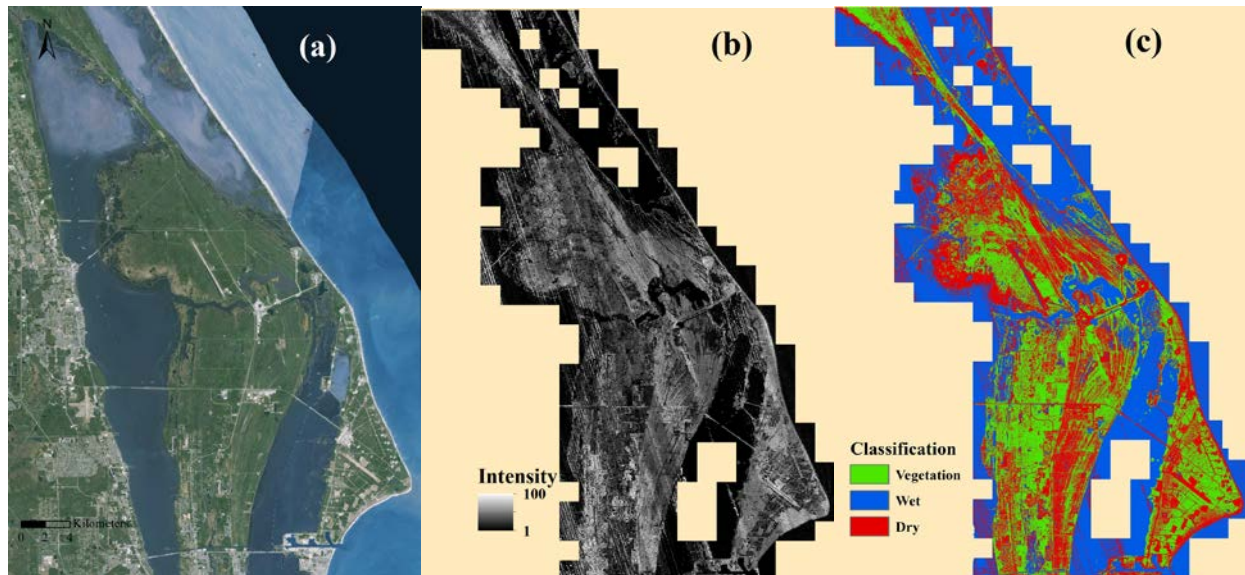 N
(a)
Kilometers
0 2 4
(b)
Intensity
100
1
(c)
Classification
Vegetation
Wet
Dry